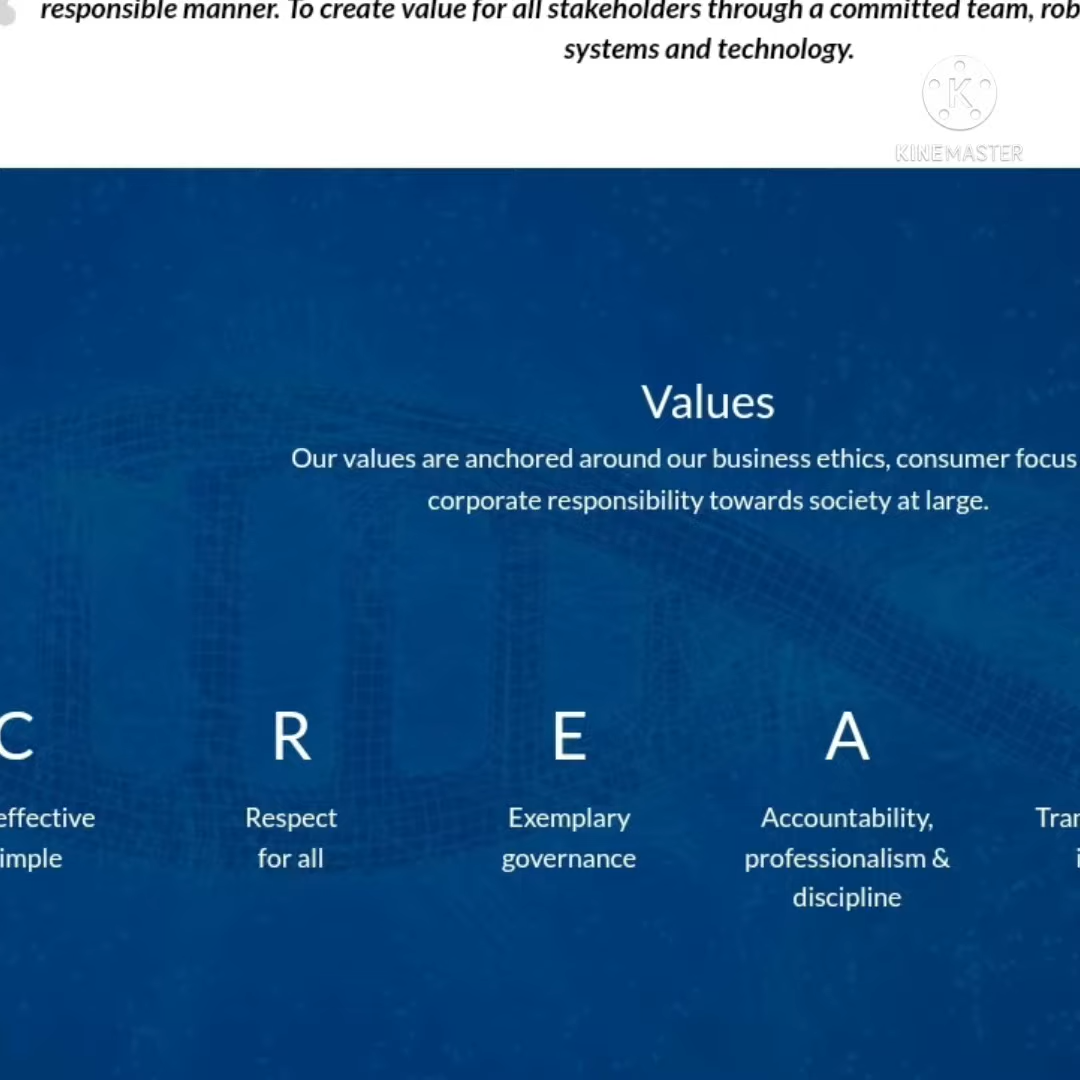 responsible manner. To create value for all stakeholders through a committed team, rob
systems and technology.
K
KINEMASTER
Values
Our values are anchored around our business ethics, consumer focus
corporate responsibility towards society at large.
C R E A
effective Respect Exemplary Accountability, Tran
imple for all governance professionalism &
discipline